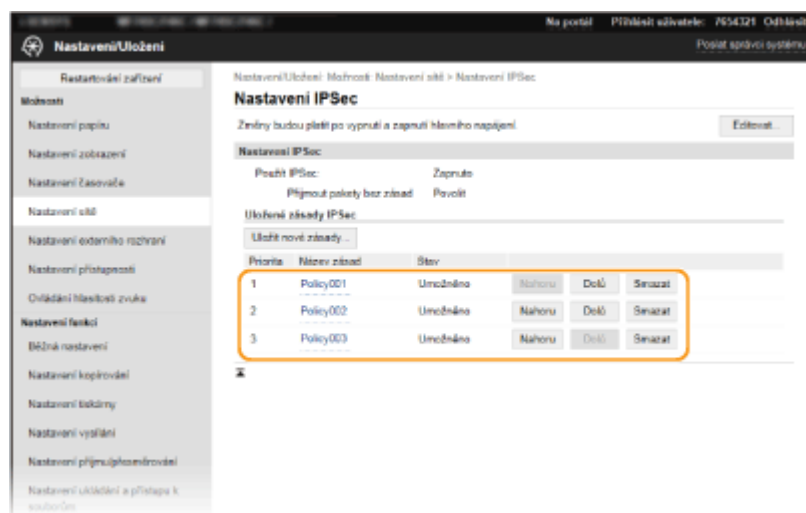 Na portál Přihlásit uživatele: 7654321 Odhlásit
Nastavení/Uložení
Poslat správci systému
Restartování zařízení
Možnosti
Nastavení papíru
Nastavení zobrazení
Nastavení časovače
Nastavení sítě
Nastavení externího rozhraní
Nastavení přístupnosti
Ovládání hlasitosti zvuku
Nastavení funkcí
Běžná nastavení
Nastavení kopírování
Nastavení tiskárny
Nastavení vysílání
Nastavení příjmu/přesměrování
Nastavení ukládání a přístupu k
souborům
Nastavení/Uložení: Možnosti: Nastavení sítě > Nastavení IPSec
Nastavení IPSec
Změny budou platit po vypnutí a zapnutí hlavního napájení.
Editovat...
Nastavení IPSec
Použít IPSec: Zapnuto
Přijmout pakety bez zásad Povolit
Uložené zásady IPSec
Uložit nové zásady...
Priorita Název zásad Stav
1 Policy001 Umožněno Nahoru Dolů Smazat
2 Policy002 Umožněno Nahoru Dolů Smazat
3 Policy003 Umožněno Nahoru Dolů Smazat